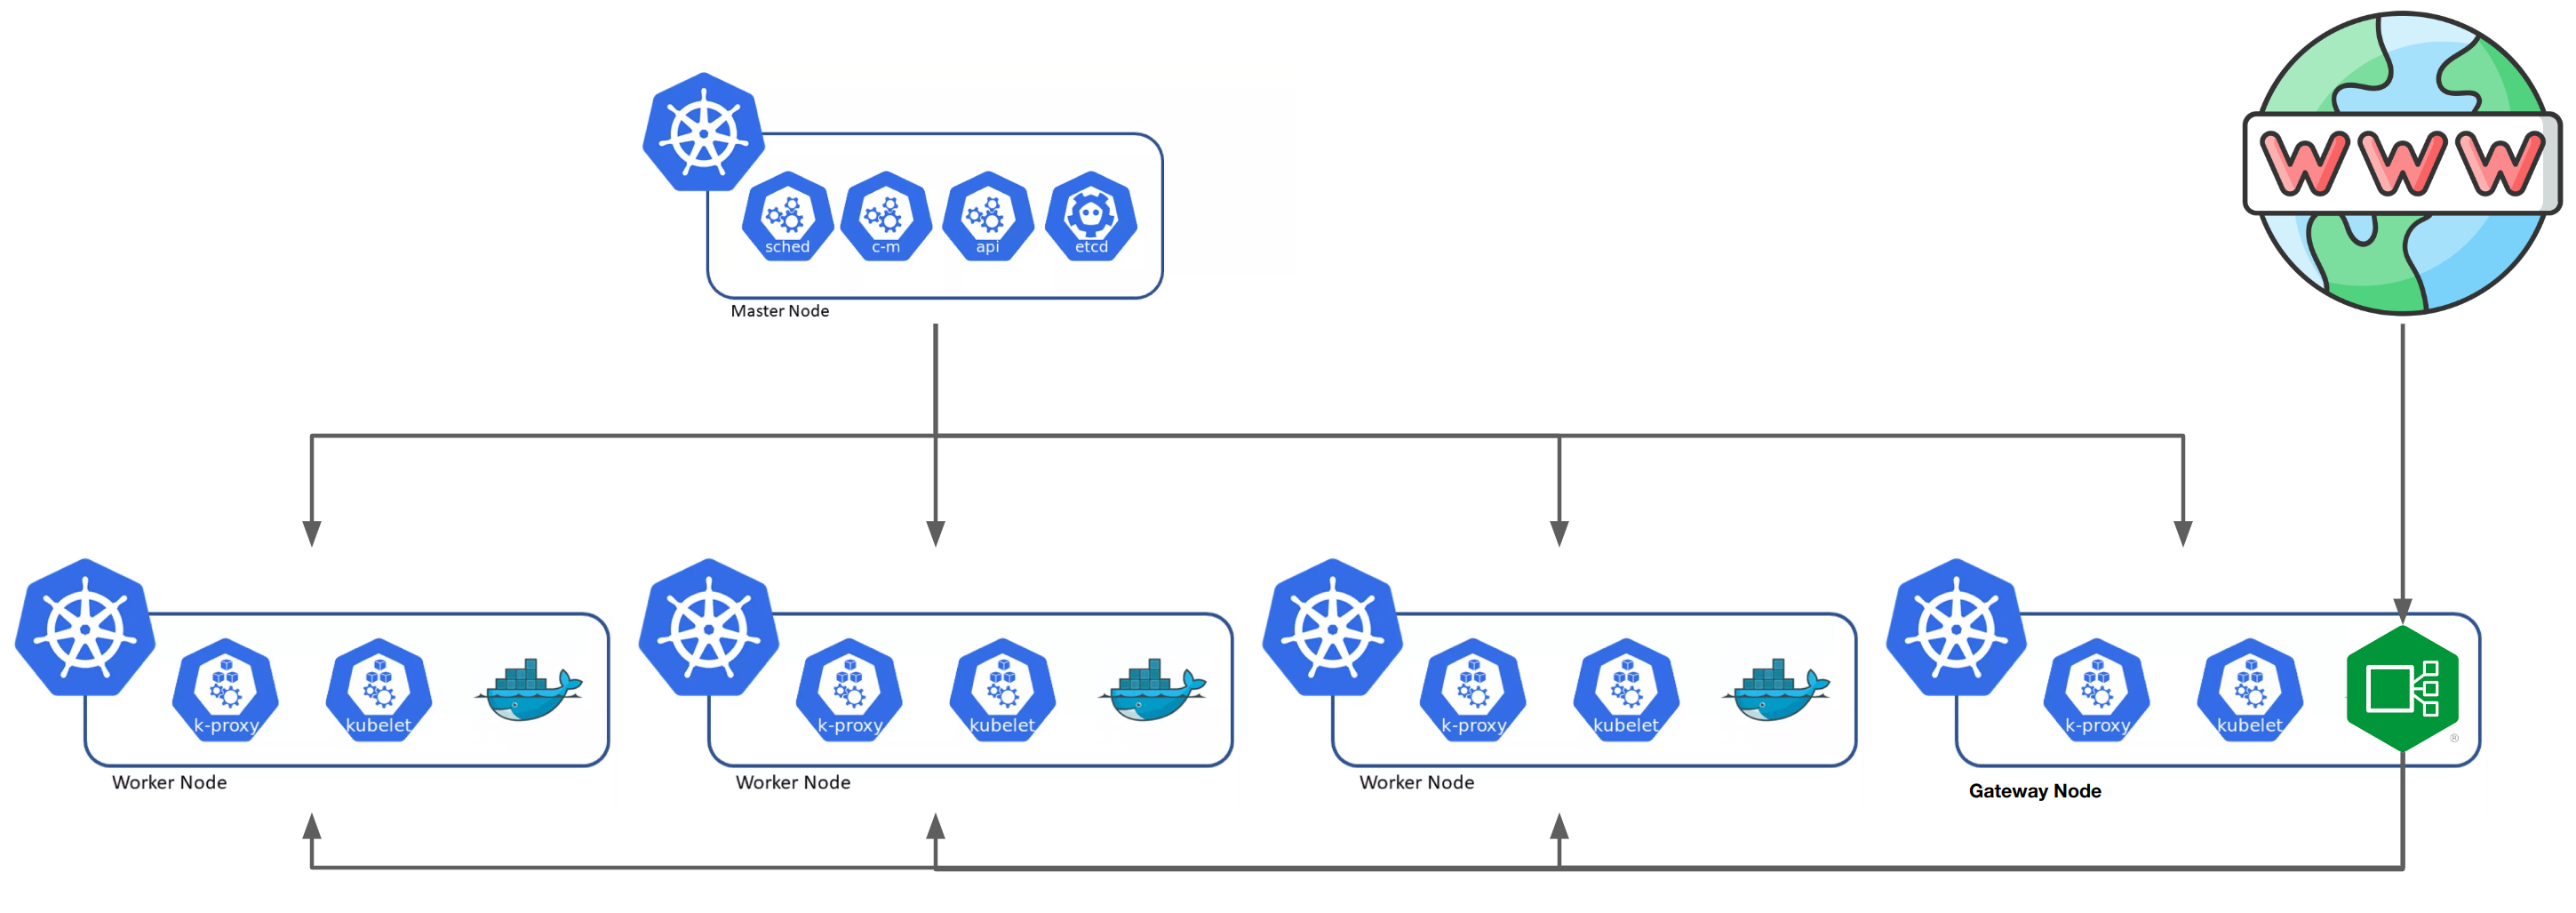 WWW
sched
c-m
api
etcd
Master Node
k-proxy
kubelet
k-proxy
kubelet
k-proxy
kubelet
k-proxy
kubelet
®
Worker Node
Worker Node
Worker Node
Gateway Node